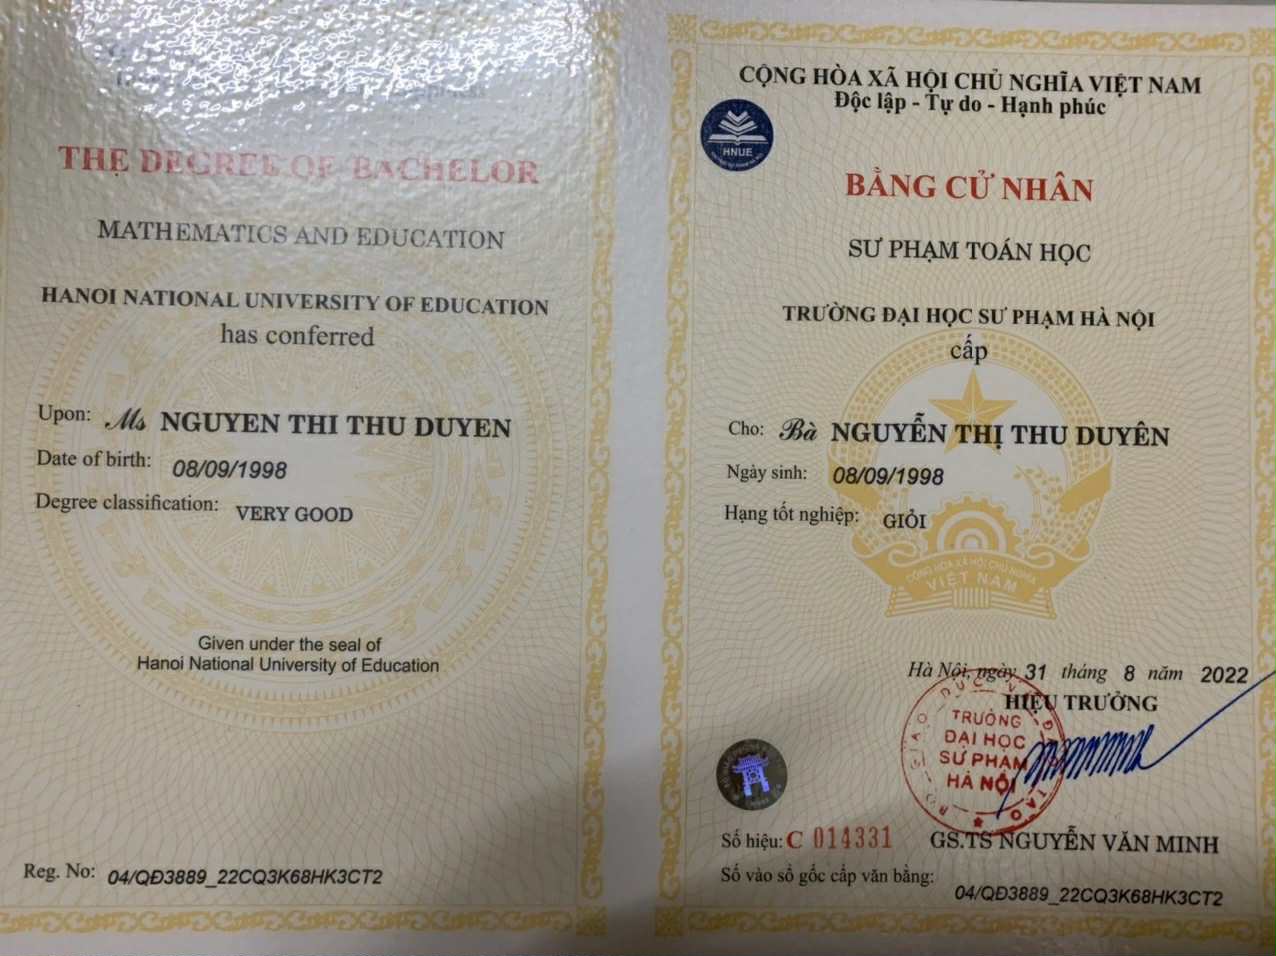 THE DEGREE OF BACHELOR
MATHEMATICS AND EDUCATION
HANOI NATIONAL UNIVERSITY OF EDUCATION
has conferred
Upon: Ms NGUYEN THI THU DUYEN
Date of birth: 08/09/1998
Degree classification: VERY GOOD
Given under the seal of
Hanoi National University of Education
Reg. No: 04/QĐ3889_22CQ3K68HK3CT2
CỘNG HÒA XÃ HỘI CHỦ NGHĨA VIỆT NAM
Độc lập - Tự do - Hạnh phúc
HNUE
BẰNG CỬ NHÂN
SƯ PHẠM TOÁN HỌC
TRƯỜNG ĐẠI HỌC SƯ PHẠM HÀ NỘI
cấp
Cho: Bà NGUYỄN THỊ THU DUYÊN
Ngày sinh: 08/09/1998
Hạng tốt nghiệp: GIỎI
CỘNG HÒA XÃ HỘI CHỦ NGHĨA
VIỆT NAM
Hà Nội, ngày 31 tháng 8 năm 2022
HIỆU TRƯỞNG
TRƯỜNG
ĐẠI HỌC
SƯ PHẠM
HÀ NỘI
Số hiệu: C 014331
GS.TS NGUYỄN VĂN MINH
Số vào sổ gốc cấp văn bằng:
04/QĐ3889_22CQ3K68HK3CT2